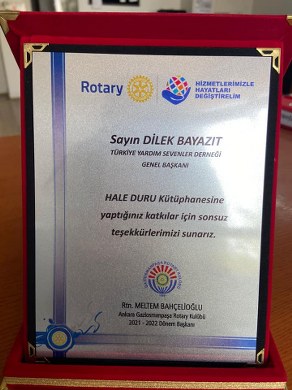 Rotary
HİZMETLERİMİZLE
HAYATLARI
DEĞİŞTİRELİM
Sayın DİLEK BAYAZIT
TÜRKİYE YARDIM SEVENLER DERNEĞİ
GENEL BAŞKANI
HALE DURU Kütüphanesine
yaptığınız katkılar için sonsuz
teşekkürlerimizi sunarız.
Rtn. MELTEM BAHÇELİOĞLU
Ankara Gaziosmanpaşa Rotary Kulübü
2021 - 2022 Dönem Başkanı